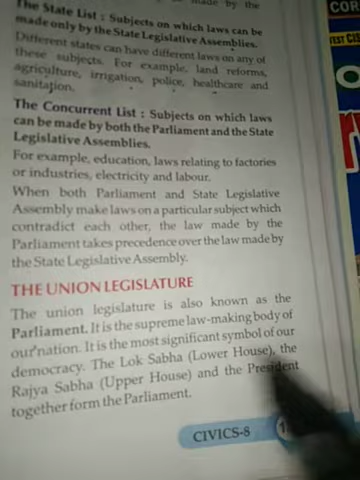 made by the
The State List : Subjects on which laws can be
made only by the State Legislative Assemblies.
Different states can have different laws on any of
these subjects. For example, land reforms,
agriculture, irrigation, police, healthcare and
sanitation.
The Concurrent List : Subjects on which laws
can be made by both the Parliament and the State
Legislative Assemblies.
For example, education, laws relating to factories
or industries, electricity and labour.
When both Parliament and State Legislative
Assembly make laws on a particular subject which
contradict each other, the law made by the
Parliament takes precedence over the law made by
the State Legislative Assembly.
THE UNION LEGISLATURE
The union legislature is also known as the
Parliament. It is the supreme law-making body of
our nation. It is the most significant symbol of our
democracy. The Lok Sabha (Lower House), the
Rajya Sabha (Upper House) and the President
together form the Parliament.
CIVICS-8
COR